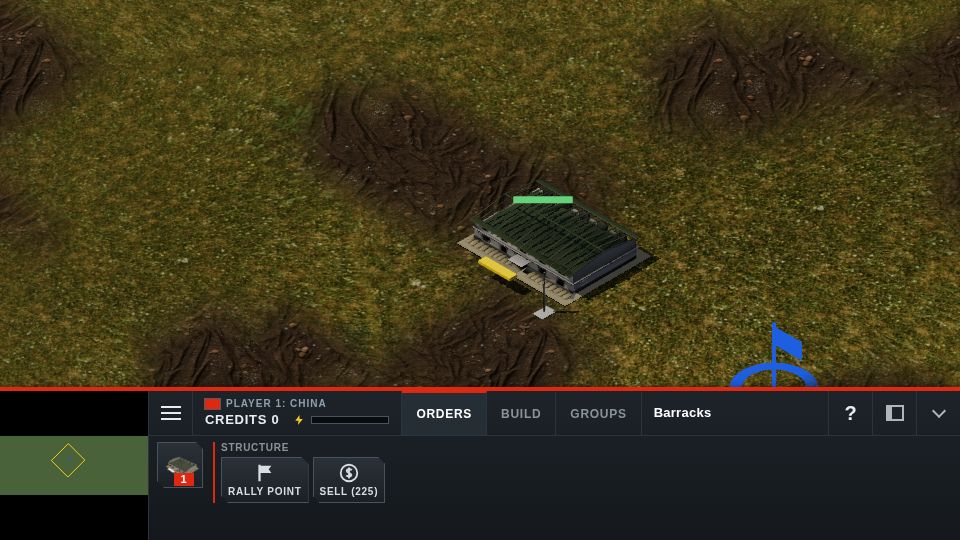 PLAYER 1: CHINA
CREDITS 0
ORDERS
BUILD
GROUPS
Barracks
?
STRUCTURE
1
RALLY POINT
SELL (225)